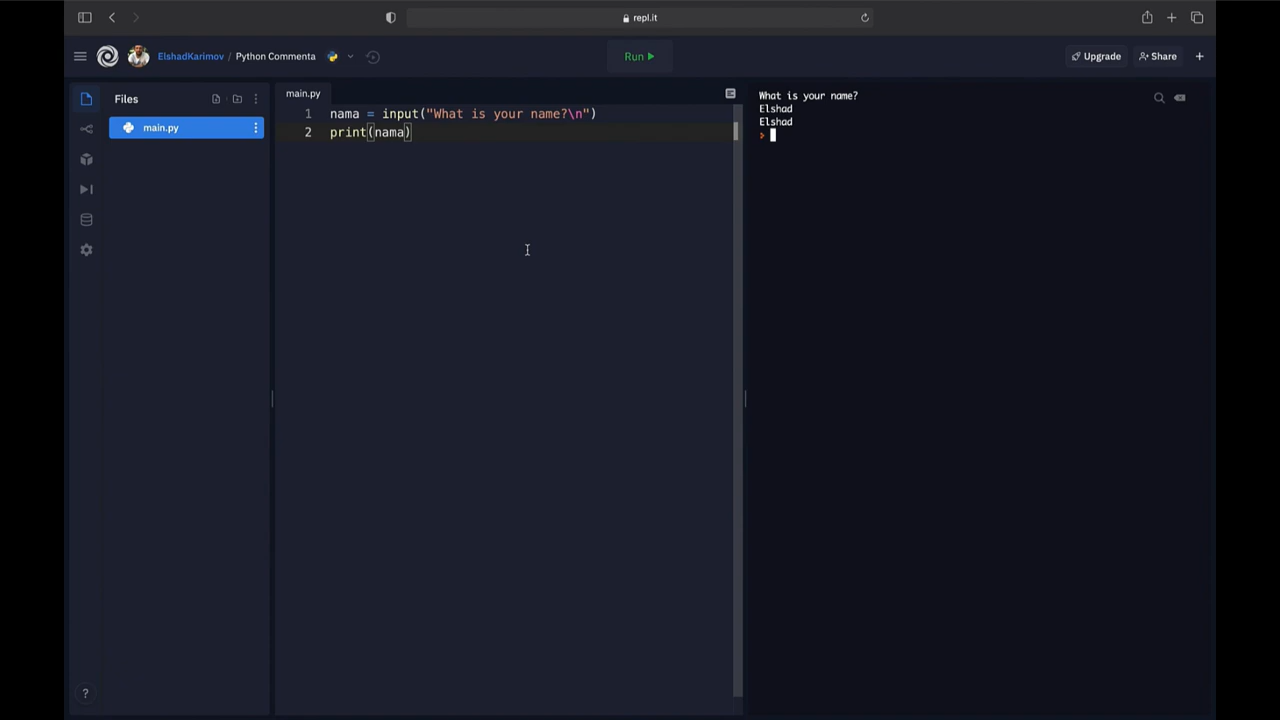 repl.it
ElshadKarimov / Python Commenta
Run
Upgrade
Share
Files
main.py
main.py
1 nama = input("What is your name?\n")
2 print(nama)
What is your name?
Elshad
Elshad
>
?